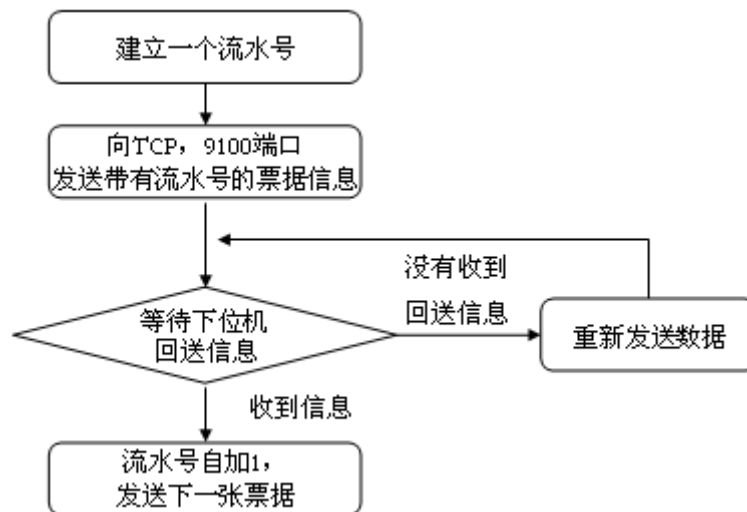 建立一个流水号
向TCP，9100端口
发送带有流水号的票据信息
没有收到
回送信息
等待下位机
回送信息
重新发送数据
收到信息
流水号自加1，
发送下一张票据